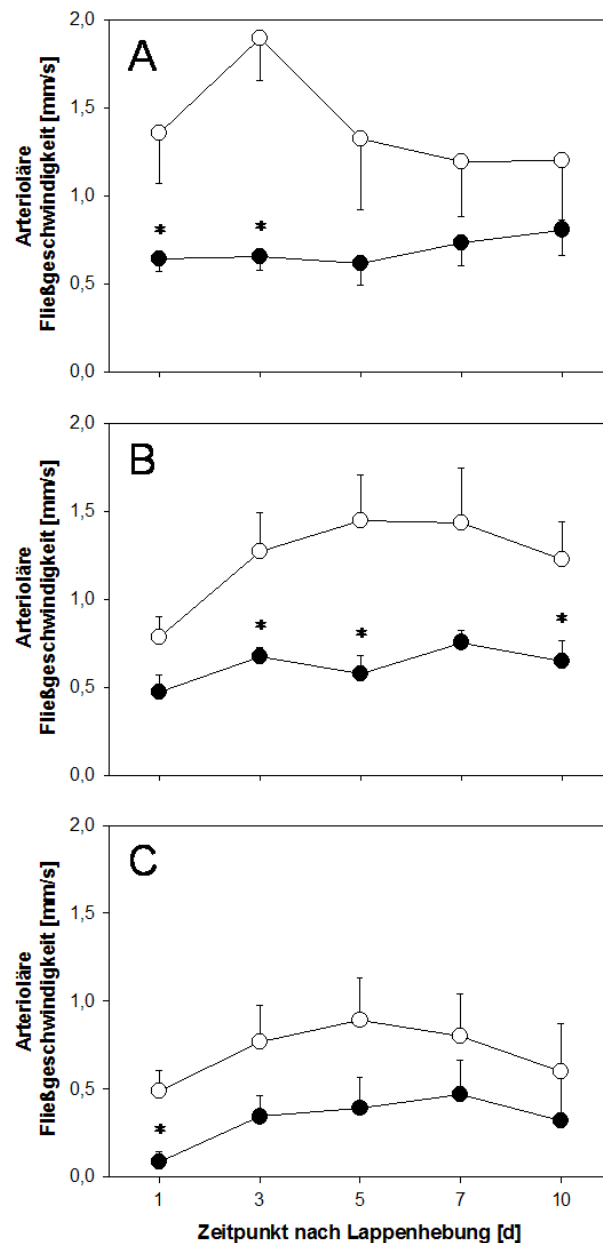 A
Arterioläre
Fließgeschwindigkeit [mm/s]
2,0
1,5
1,0
0,5
0,0
*
*
B
Arterioläre
Fließgeschwindigkeit [mm/s]
2,0
1,5
1,0
0,5
0,0
*
*
*
C
Arterioläre
Fließgeschwindigkeit [mm/s]
2,0
1,5
1,0
0,5
0,0
*
1 3 5 7 10
Zeitpunkt nach Lappenhebung [d]